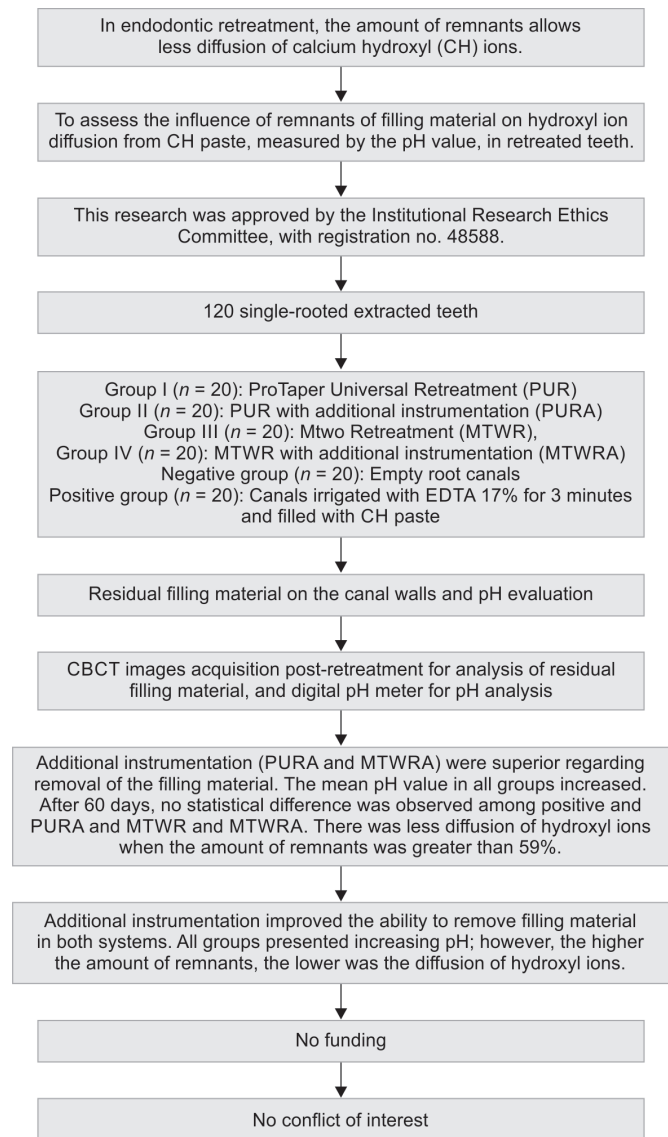 In endodontic retreatment, the amount of remnants allows
less diffusion of calcium hydroxyl (CH) ions.
To assess the influence of remnants of filling material on hydroxyl ion
diffusion from CH paste, measured by the pH value, in retreated teeth.
This research was approved by the Institutional Research Ethics
Committee, with registration no. 48588.
120 single-rooted extracted teeth
Group I (n = 20): ProTaper Universal Retreatment (PUR)
Group II (n = 20): PUR with additional instrumentation (PURA)
Group III (n = 20): Mtwo Retreatment (MTWR),
Group IV (n = 20): MTWR with additional instrumentation (MTWRA)
Negative group (n = 20): Empty root canals
Positive group (n = 20): Canals irrigated with EDTA 17% for 3 minutes
and filled with CH paste
Residual filling material on the canal walls and pH evaluation
CBCT images acquisition post-retreatment for analysis of residual
filling material, and digital pH meter for pH analysis
Additional instrumentation (PURA and MTWRA) were superior regarding
removal of the filling material. The mean pH value in all groups increased.
After 60 days, no statistical difference was observed among positive and
PURA and MTWR and MTWRA. There was less diffusion of hydroxyl ions
when the amount of remnants was greater than 59%.
Additional instrumentation improved the ability to remove filling material
in both systems. All groups presented increasing pH; however, the higher
the amount of remnants, the lower was the diffusion of hydroxyl ions.
No funding
No conflict of interest